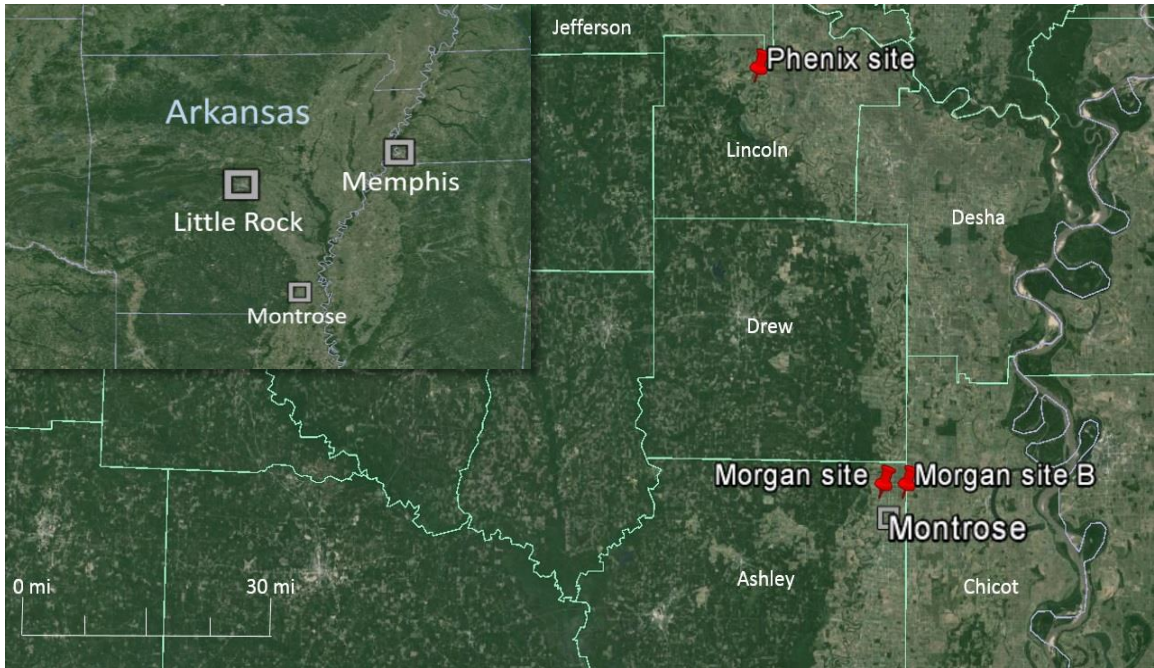 Jefferson
Phenix site
Arkansas
Memphis
Lincoln
Little Rock
Desha
Montrose
Drew
Morgan site
Morgan site B
Montrose
0 mi
30 mi
Ashley
Chicot